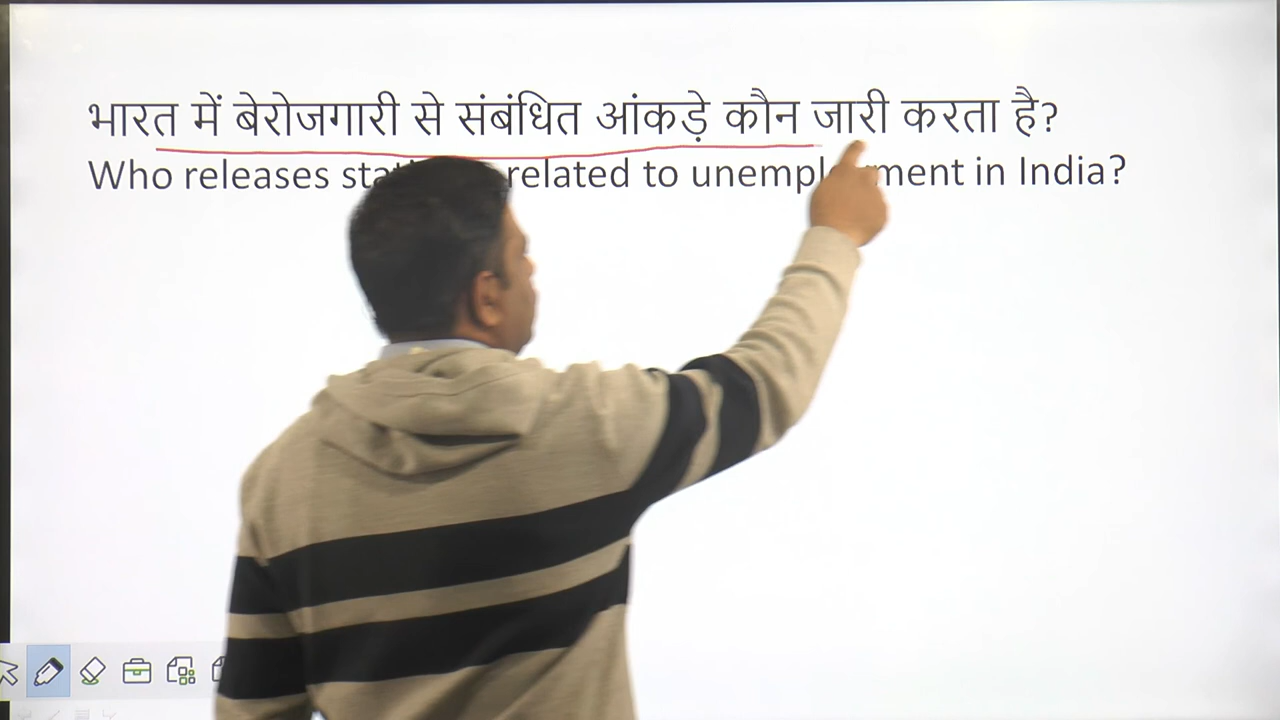 भारत में बेरोजगारी से संबंधित आंकड़े कौन जारी करता है?
Who releases related to in India?